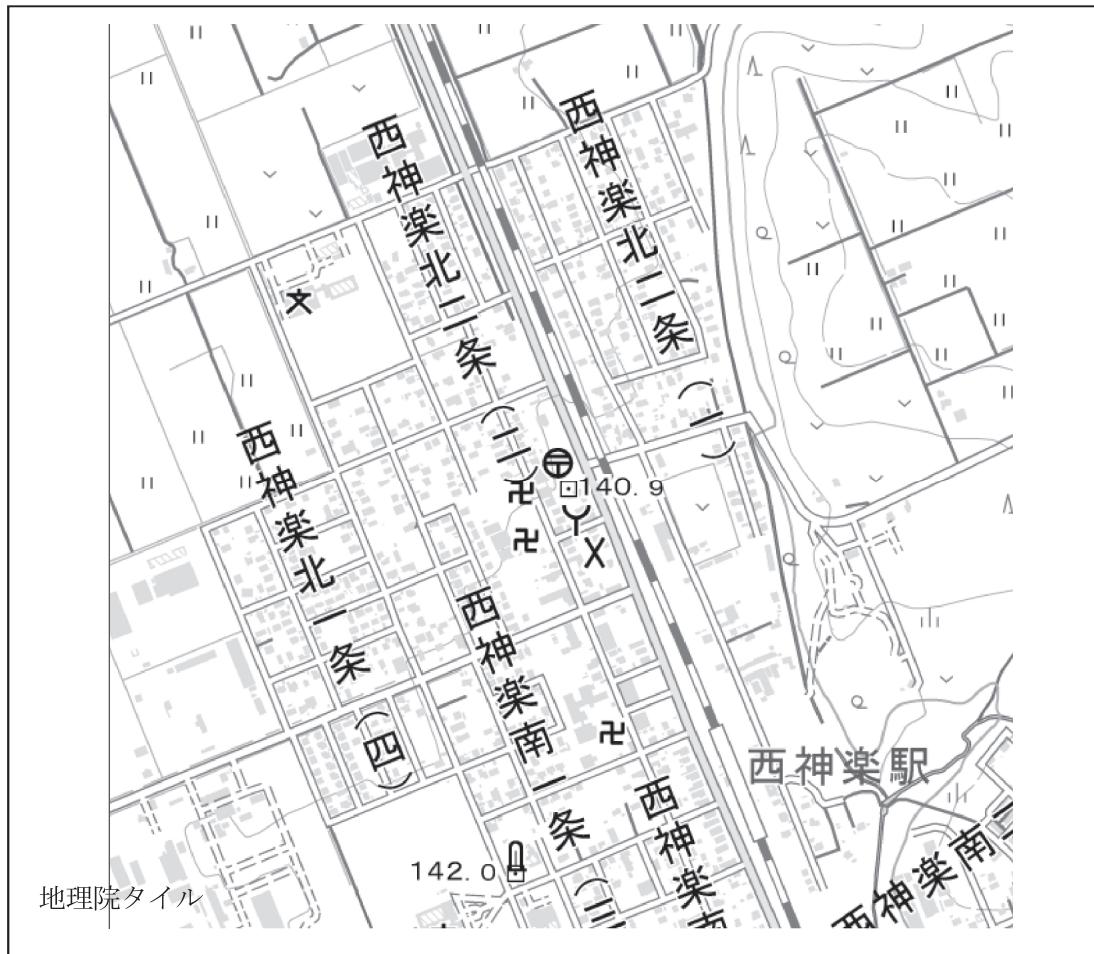 西神楽北二条(二)
西神楽北二条(一)
西神楽北一条(四)
140.9
西神楽南一条(三
西神楽駅
西神楽南
142.0
西神楽南二
地理院タイル